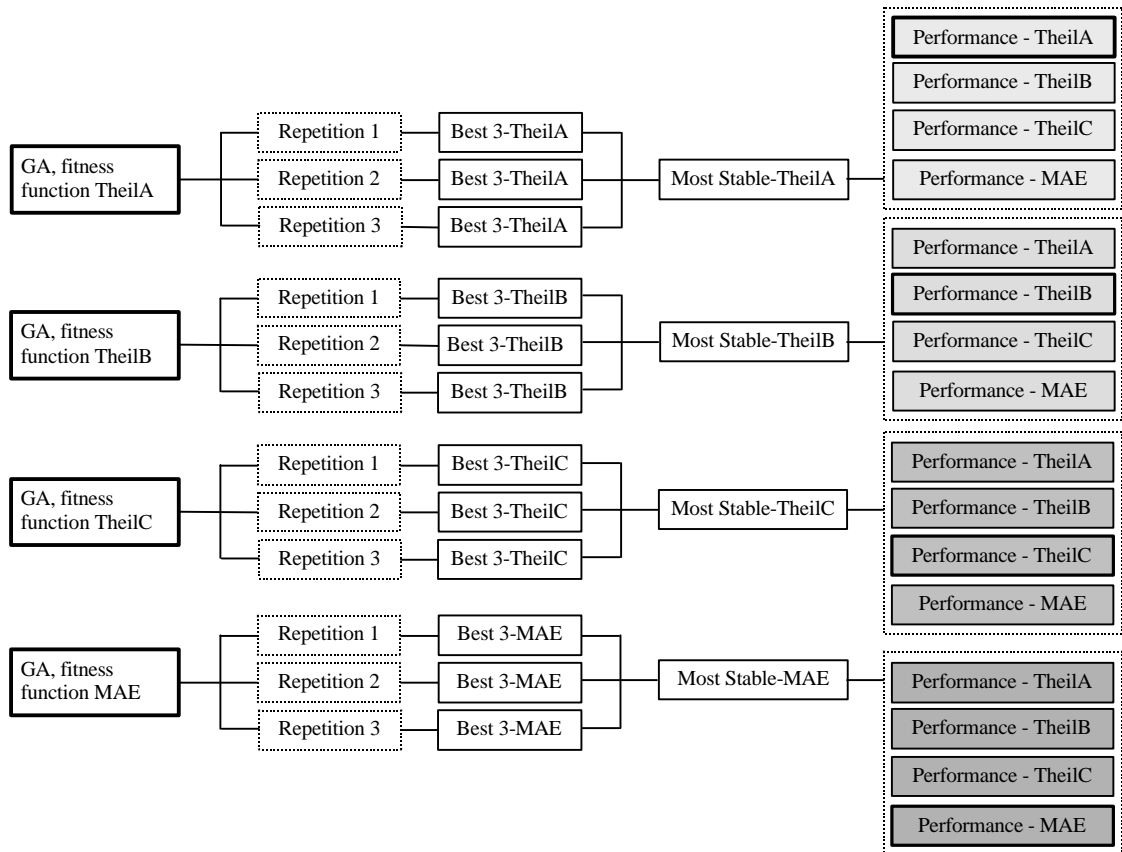 GA, fitness
function TheilA
Repetition 1
Best 3-TheilA
Repetition 2
Best 3-TheilA
Repetition 3
Best 3-TheilA
Most Stable-TheilA
Performance - TheilA
Performance - TheilB
Performance - TheilC
Performance - MAE
GA, fitness
function TheilB
Repetition 1
Best 3-TheilB
Repetition 2
Best 3-TheilB
Repetition 3
Best 3-TheilB
Most Stable-TheilB
Performance - TheilA
Performance - TheilB
Performance - TheilC
Performance - MAE
GA, fitness
function TheilC
Repetition 1
Best 3-TheilC
Repetition 2
Best 3-TheilC
Repetition 3
Best 3-TheilC
Most Stable-TheilC
Performance - TheilA
Performance - TheilB
Performance - TheilC
Performance - MAE
GA, fitness
function MAE
Repetition 1
Best 3-MAE
Repetition 2
Best 3-MAE
Repetition 3
Best 3-MAE
Most Stable-MAE
Performance - TheilA
Performance - TheilB
Performance - TheilC
Performance - MAE